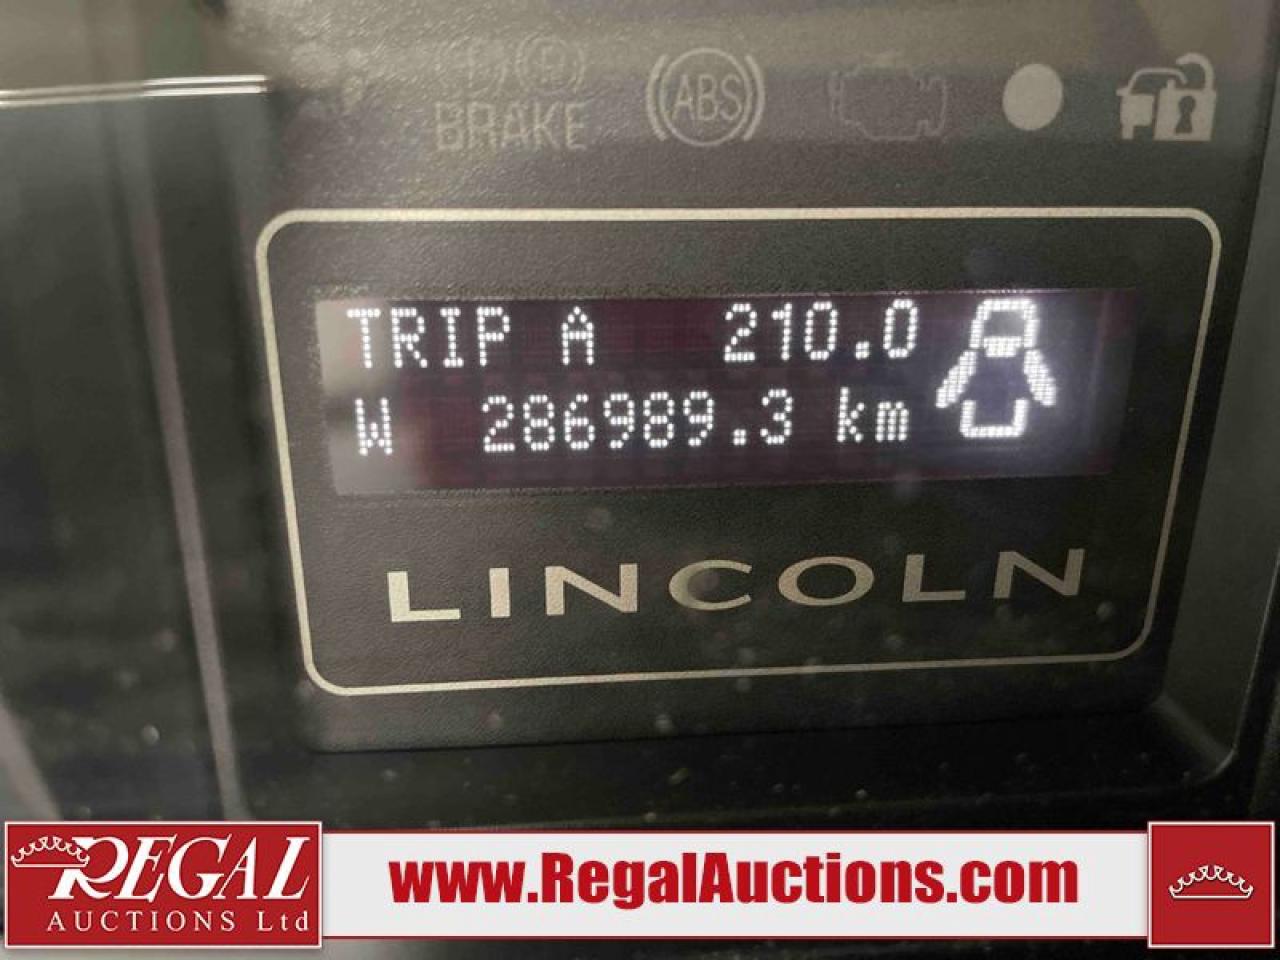 BRAKE ABS
TRIP A 210.0
W 286989.3 km
LINCOLN
REGAL
AUCTIONS Ltd
www.RegalAuctions.com